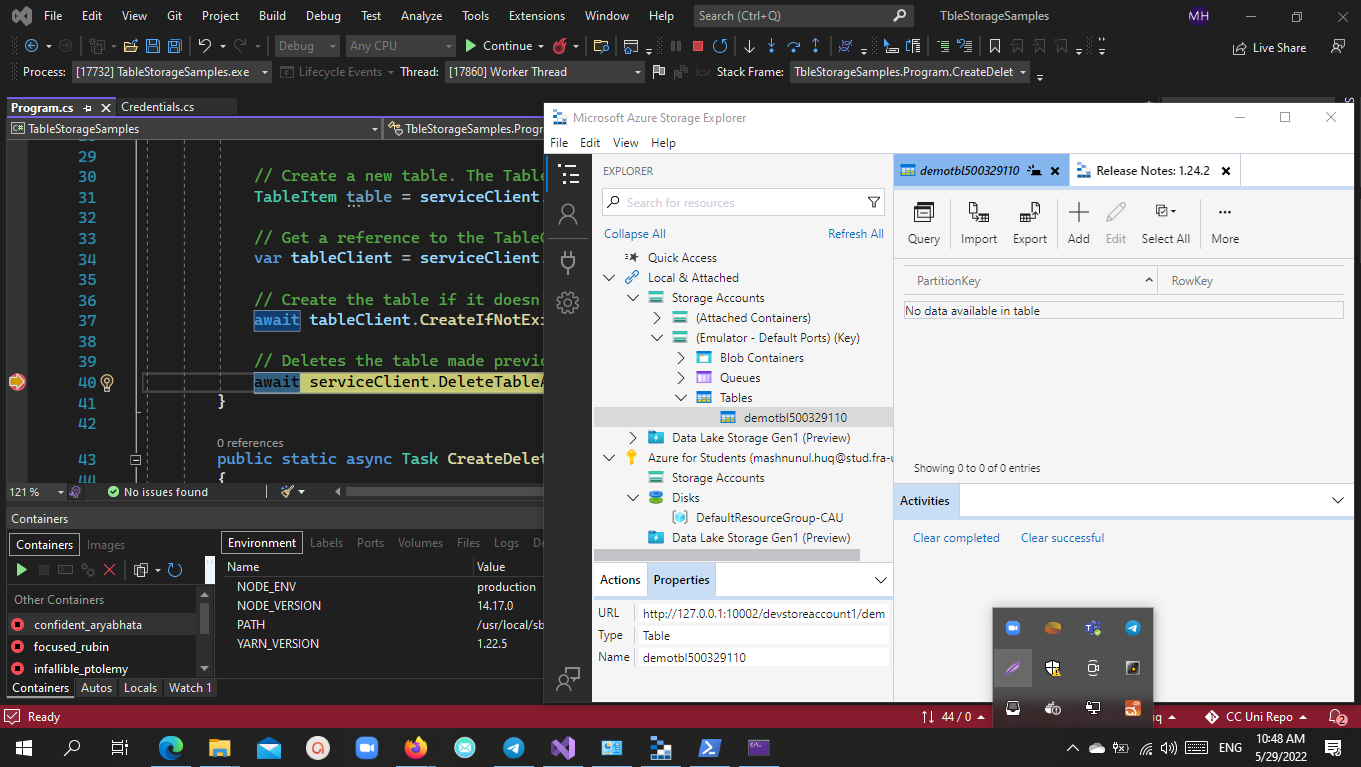 File Edit View Git Project Build Debug Test Analyze Tools Extensions Window Help Search (Ctrl+Q) TbleStorageSamples MH
Debug Any CPU Continue Live Share
Process: [17732] TableStorageSamples.exe Lifecycle Events Thread: [17860] Worker Thread Stack Frame: TbleStorageSamples.Program.CreateDelet
Program.cs Credentials.cs
TableStorageSamples TbleStorageSamples.Progr
29
30 // Create a new table. The Tabl
31 TableItem table = serviceClient.
32
33 // Get a reference to the TableC
34 var tableClient = serviceClient.
35
36 // Create the table if it doesn
37 await tableClient.CreateIfNotExi
38
39 // Deletes the table made previo
40 await serviceClient.DeleteTableA
41 }
42
0 references
43 public static async Task CreateDelet
44 {
121 % No issues found
Containers
Containers Images
Other Containers
confident_aryabhata
focused_rubin
infallible_ptolemy
Environment Labels Ports Volumes Files Logs De
Name Value
NODE_ENV production
NODE_VERSION 14.17.0
PATH /usr/local/sb
YARN_VERSION 1.22.5
Containers Autos Locals Watch 1
Microsoft Azure Storage Explorer
File Edit View Help
EXPLORER
Search for resources
Collapse All Refresh All
Quick Access
Local & Attached
Storage Accounts
(Attached Containers)
(Emulator - Default Ports) (Key)
Blob Containers
Queues
Tables
demotbl500329110
Data Lake Storage Gen1 (Preview)
Azure for Students (mashnunul.huq@stud.fra-u
Storage Accounts
Disks
DefaultResourceGroup-CAU
Data Lake Storage Gen1 (Preview)
Actions Properties
URL http://127.0.0.1:10002/devstoreaccount1/dem
Type Table
Name demotbl500329110
demotbl500329110 Release Notes: 1.24.2
Query Import Export Add Edit Select All More
PartitionKey RowKey
No data available in table
Showing 0 to 0 of 0 entries
Activities
Clear completed Clear successful
Ready 44 / 0 uq CC Uni Repo 2
ENG 10:48 AM
5/29/2022